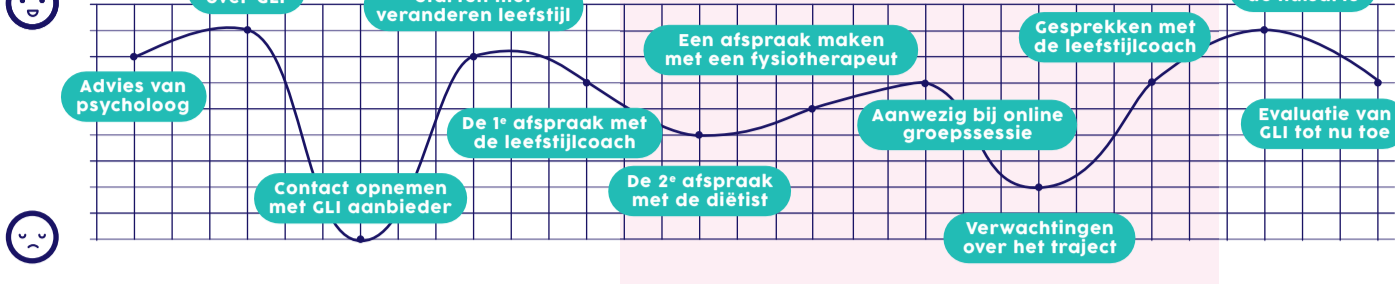 over GLI
veranderen leefstijl
Advies van
psycholoog
Contact opnemen
met GLI aanbieder
De 1e afspraak met
de leefstijlcoach
Een afspraak maken
met een fysiotherapeut
De 2e afspraak
met de diëtist
Aanwezig bij online
groepssessie
Verwachtingen
over het traject
Gesprekken met
de leefstijlcoach
Evaluatie van
GLI tot nu toe